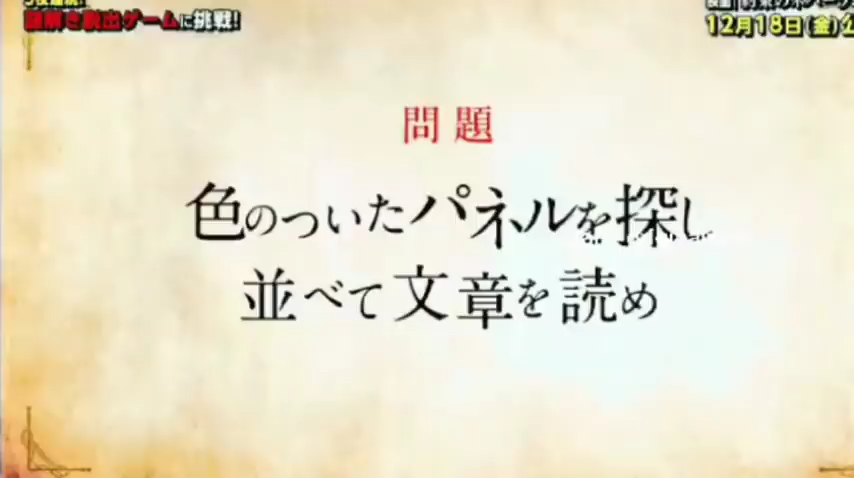 謎解き脱出ゲームに挑戦!
12月18日(金)
問題
色のついたパネルを探し
並べて文章を読め